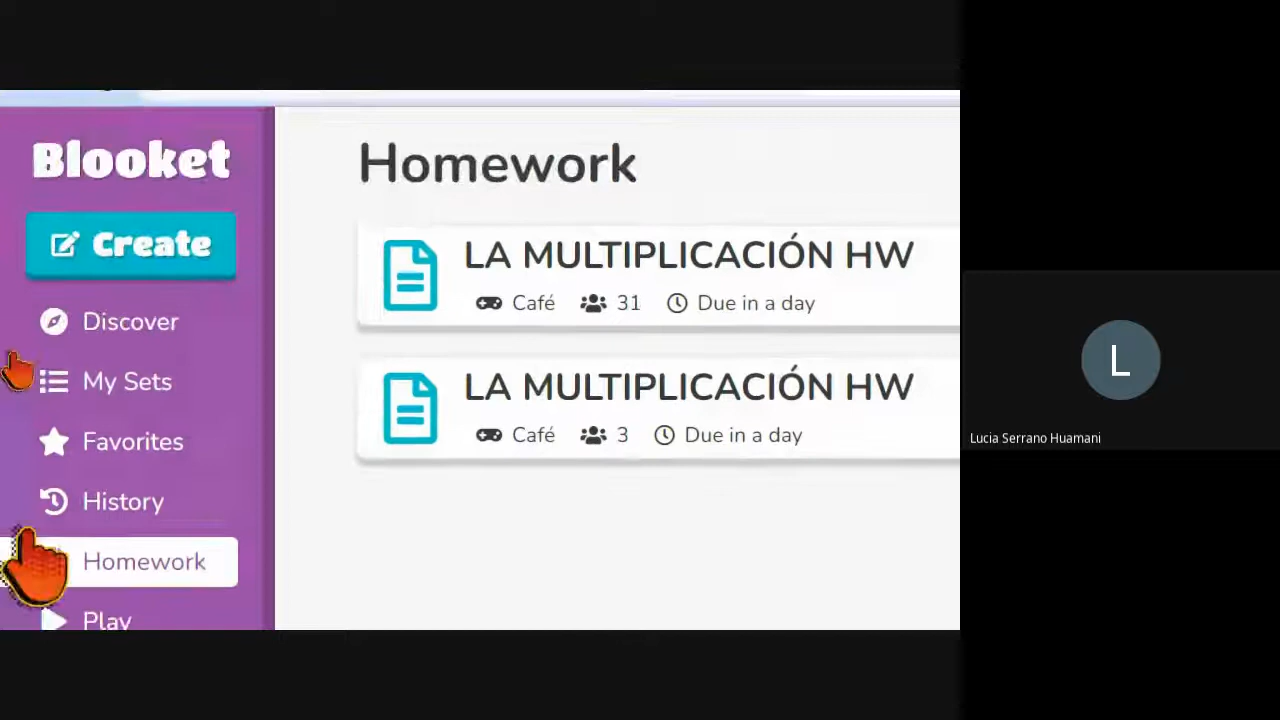 Blooket
Create
Discover
My Sets
Favorites
History
Homework
Play
Homework
LA MULTIPLICACIÓN HW
Café 31 Due in a day
LA MULTIPLICACIÓN HW
Café 3 Due in a day
L
Lucia Serrano Huamani